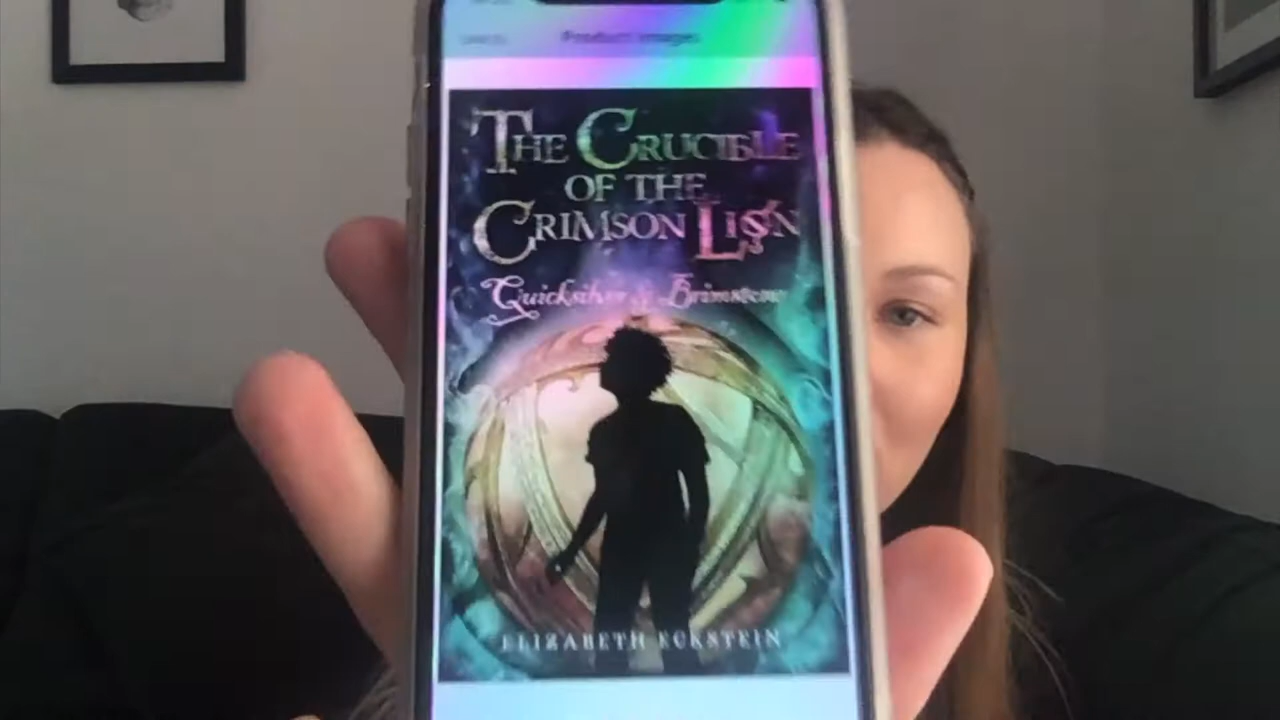 Product Images
THE CRUCIBLE
OF THE
CRIMSON LION
Quicksilver & Brimstone
ELIZABETH ECKSTEIN